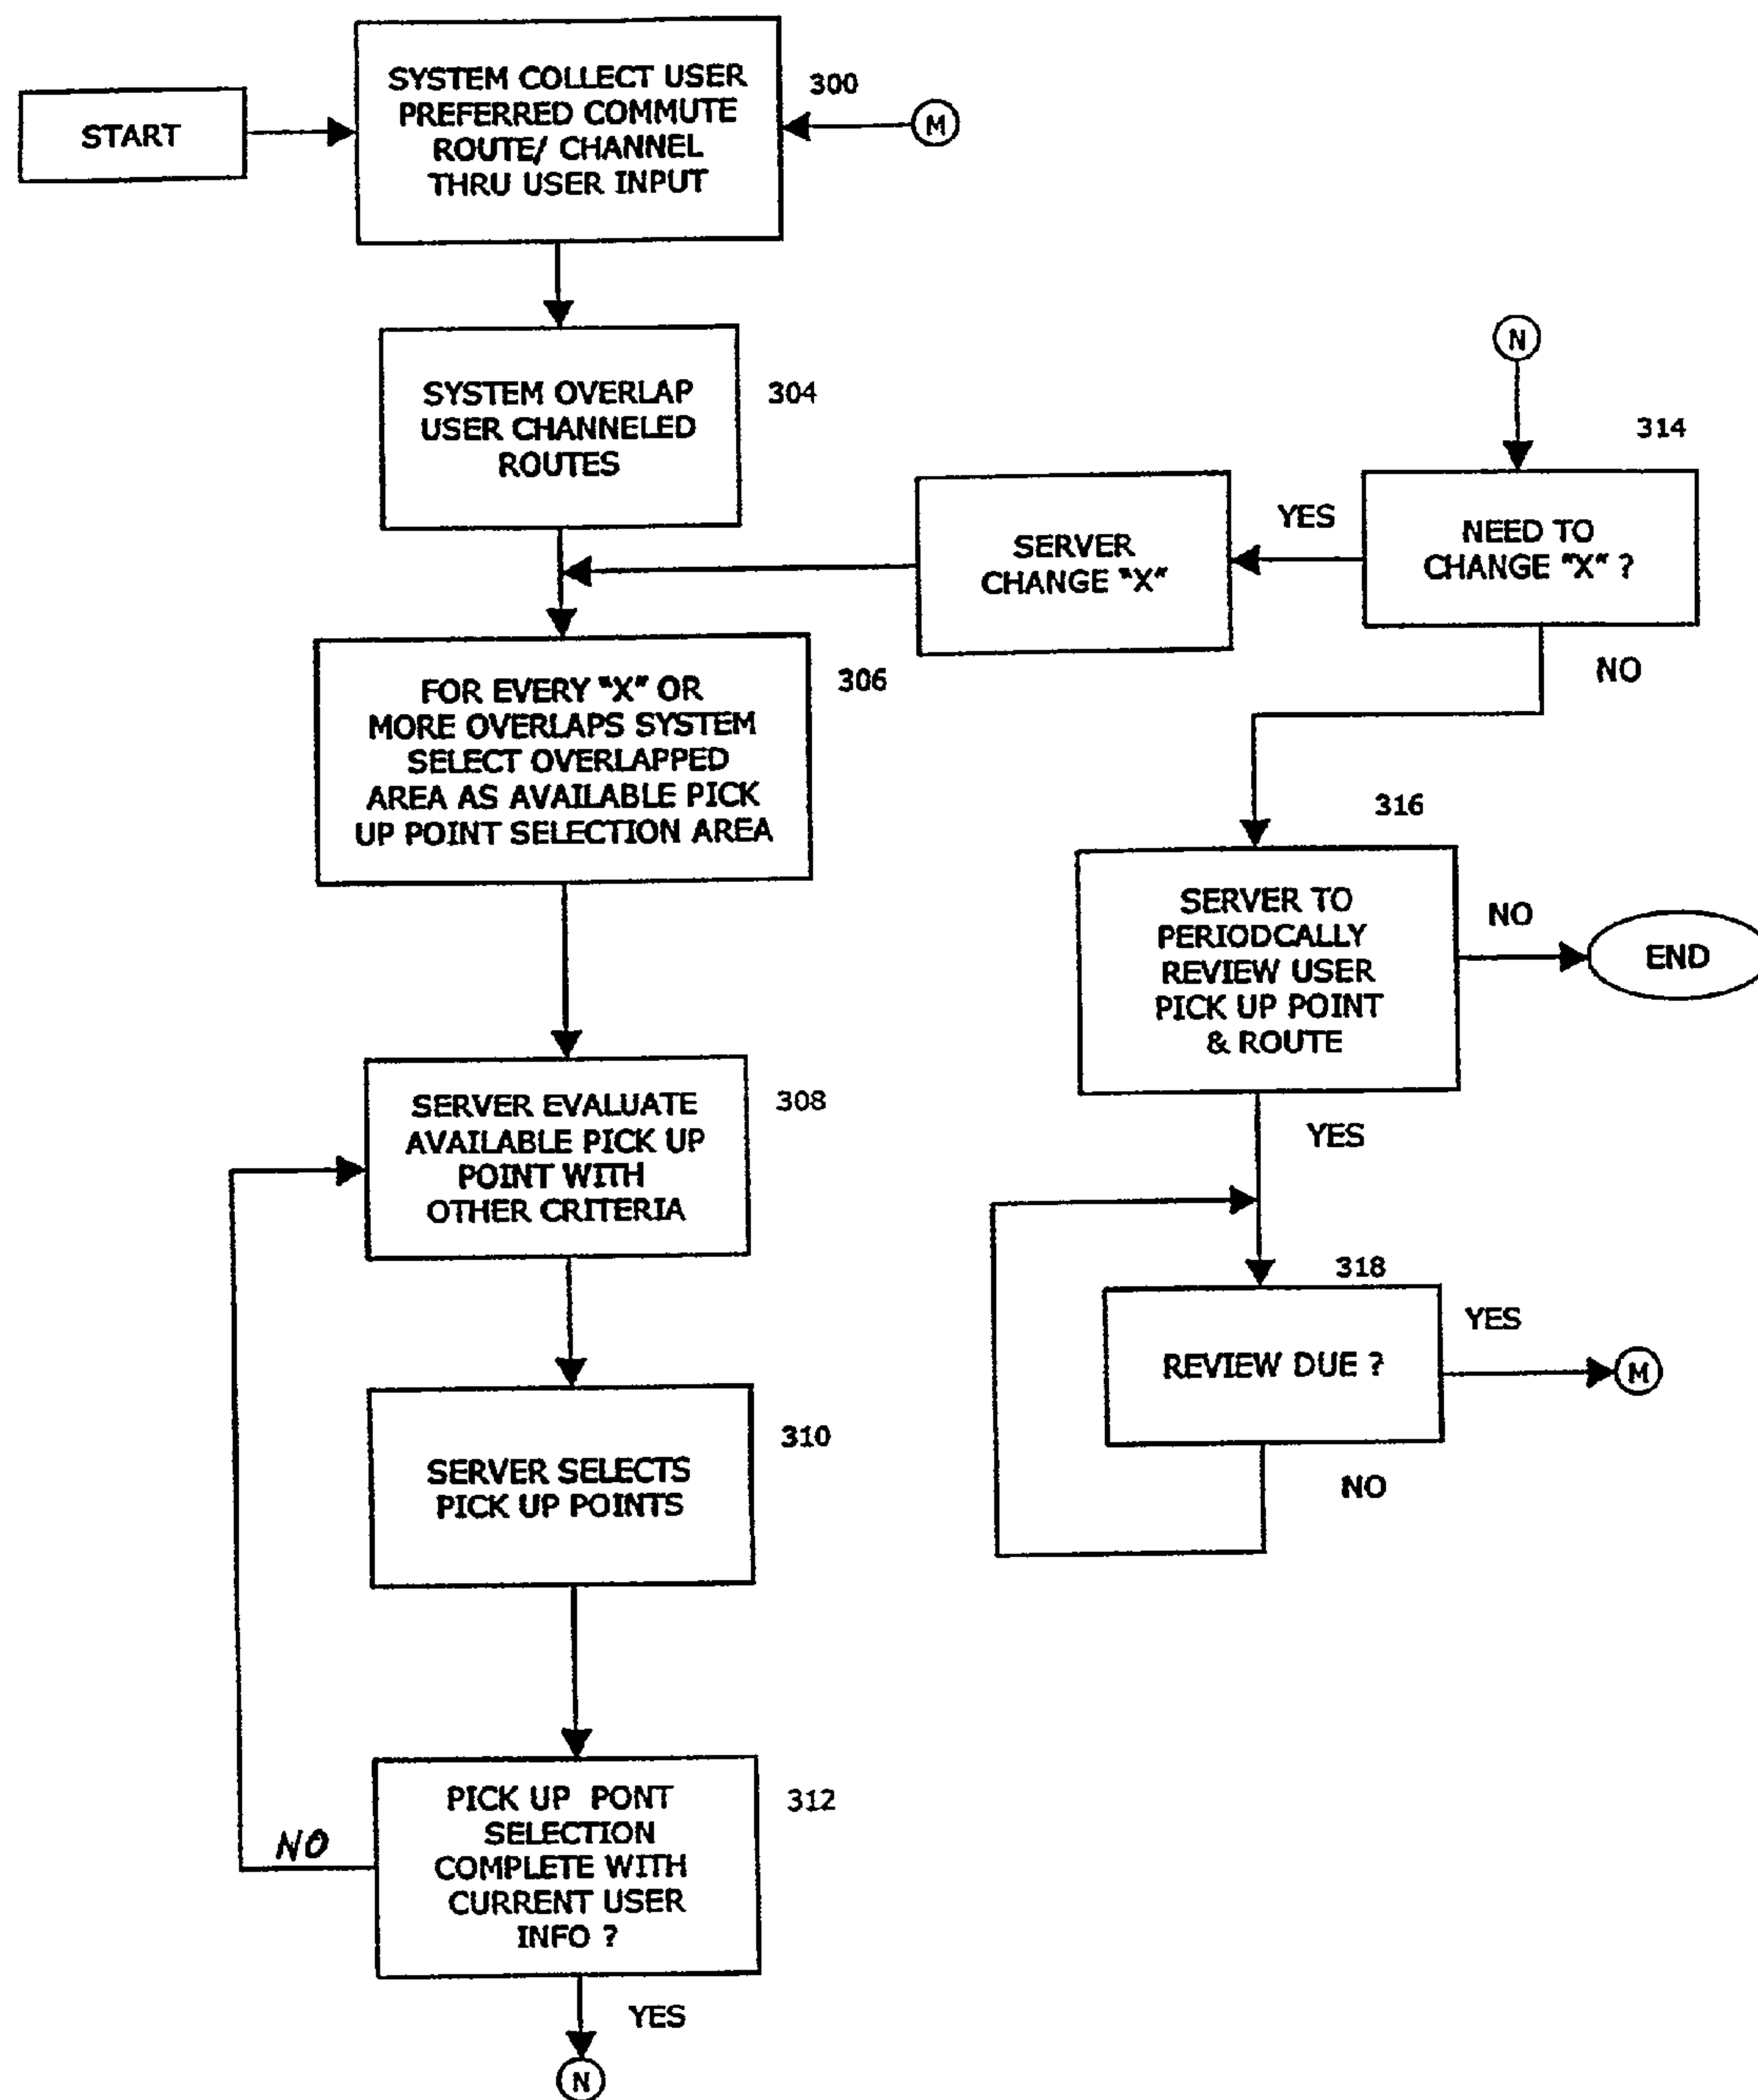 START
SYSTEM COLLECT USER
PREFERRED COMMUTE
ROUTE/ CHANNEL
THRU USER INPUT
300
M
SYSTEM OVERLAP
USER CHANNELED
ROUTES
304
FOR EVERY "X" OR
MORE OVERLAPS SYSTEM
SELECT OVERLAPPED
AREA AS AVAILABLE PICK
UP POINT SELECTION AREA
306
SERVER EVALUATE
AVAILABLE PICK UP
POINT WITH
OTHER CRITERIA
308
SERVER SELECTS
PICK UP POINTS
310
PICK UP PONT
SELECTION
COMPLETE WITH
CURRENT USER
INFO ?
312
NO
YES
N
N
314
NEED TO
CHANGE "X" ?
YES
SERVER
CHANGE "X"
NO
316
SERVER TO
PERIODCALLY
REVIEW USER
PICK UP POINT
& ROUTE
NO
END
YES
318
REVIEW DUE ?
YES
M
NO